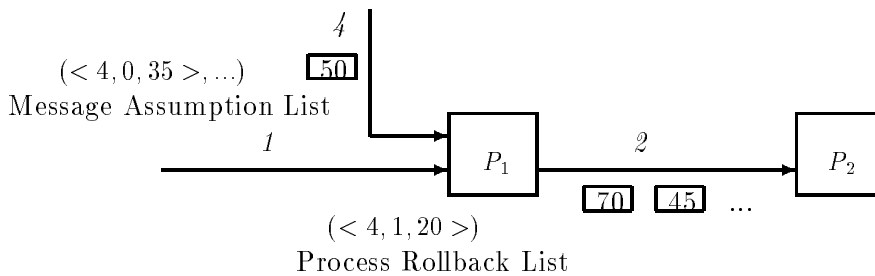 4
50
(< 4, 0, 35 >, ...)
Message Assumption List
1
P1
2
P2
70 45 ...
(< 4, 1, 20 >)
Process Rollback List